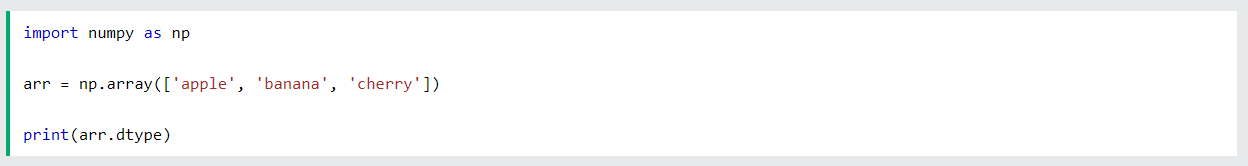 import numpy as np
arr = np.array(['apple', 'banana', 'cherry'])
print(arr.dtype)